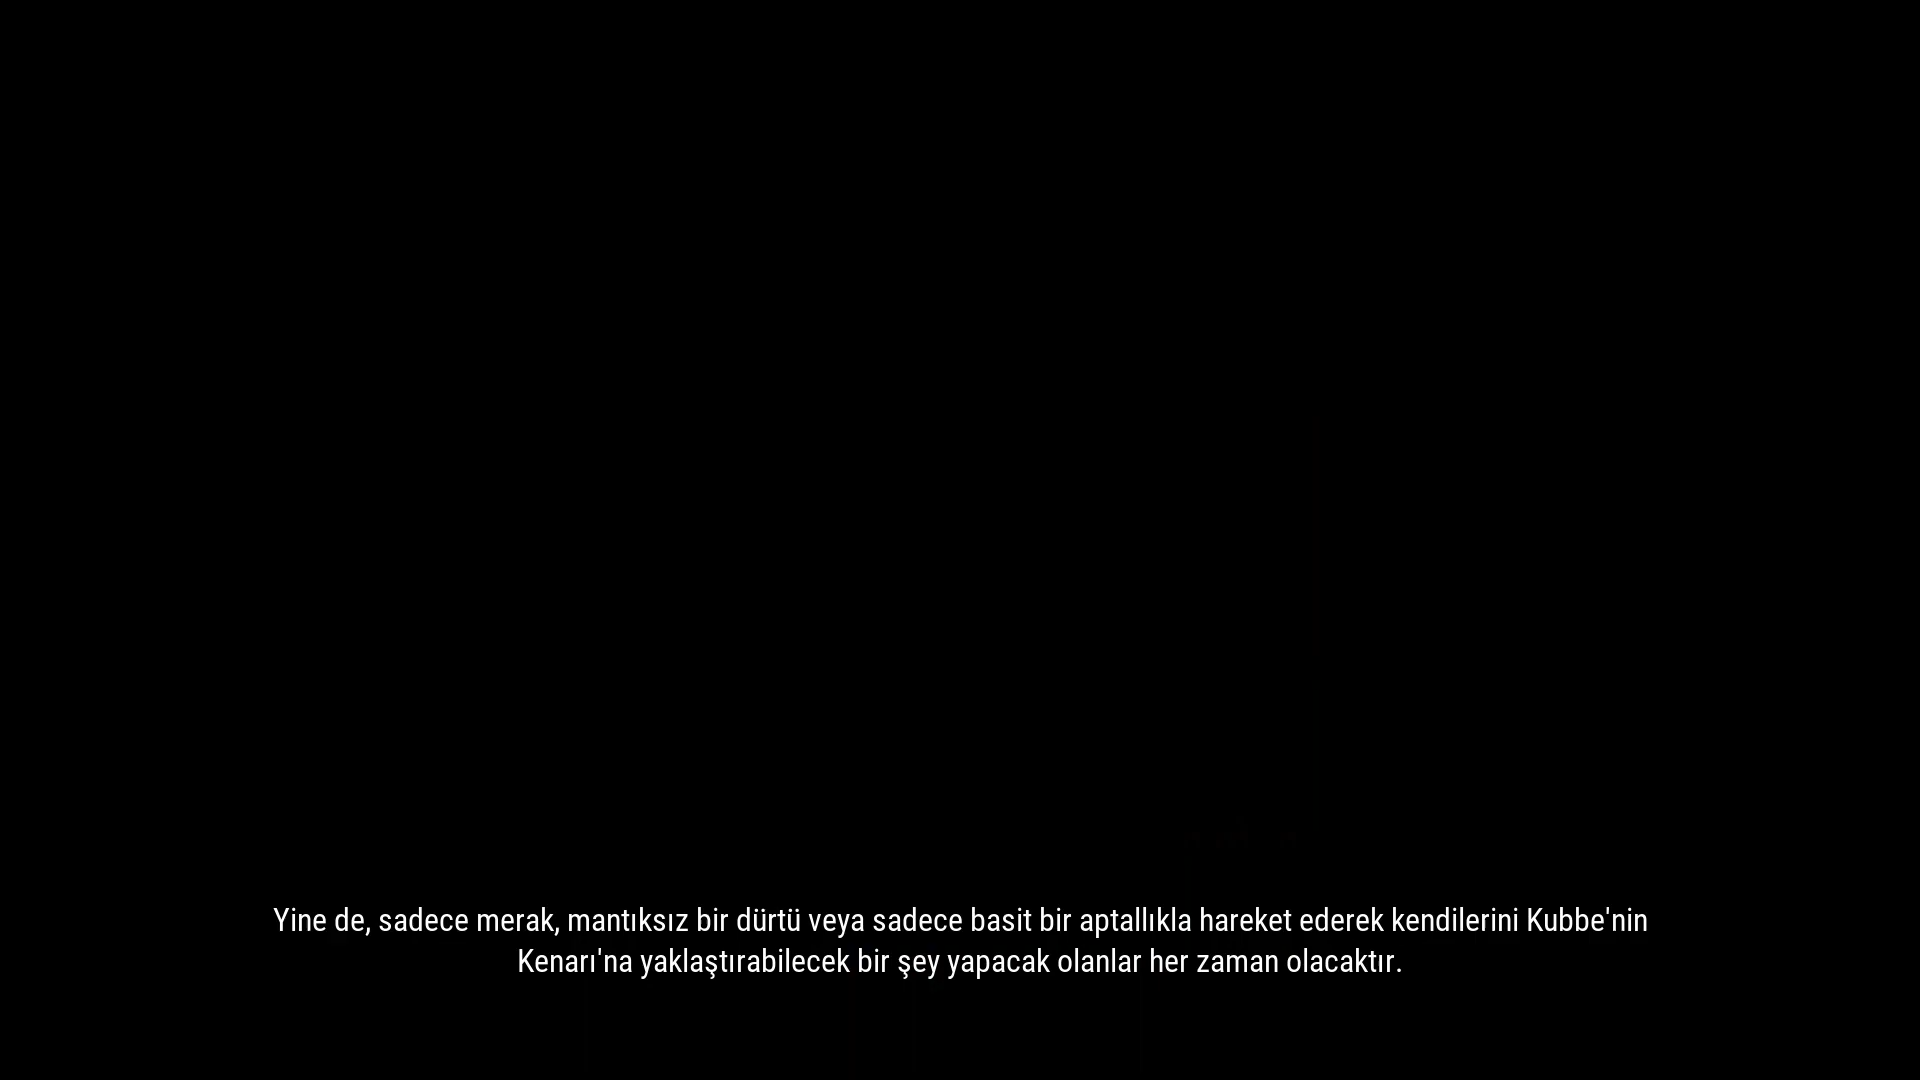 Yine de, sadece merak, mantıksız bir dürtü veya sadece basit bir aptallıkla hareket ederek kendilerini Kubbe'nin
Kenarı'na yaklaştırabilecek bir şey yapacak olanlar her zaman olacaktır.